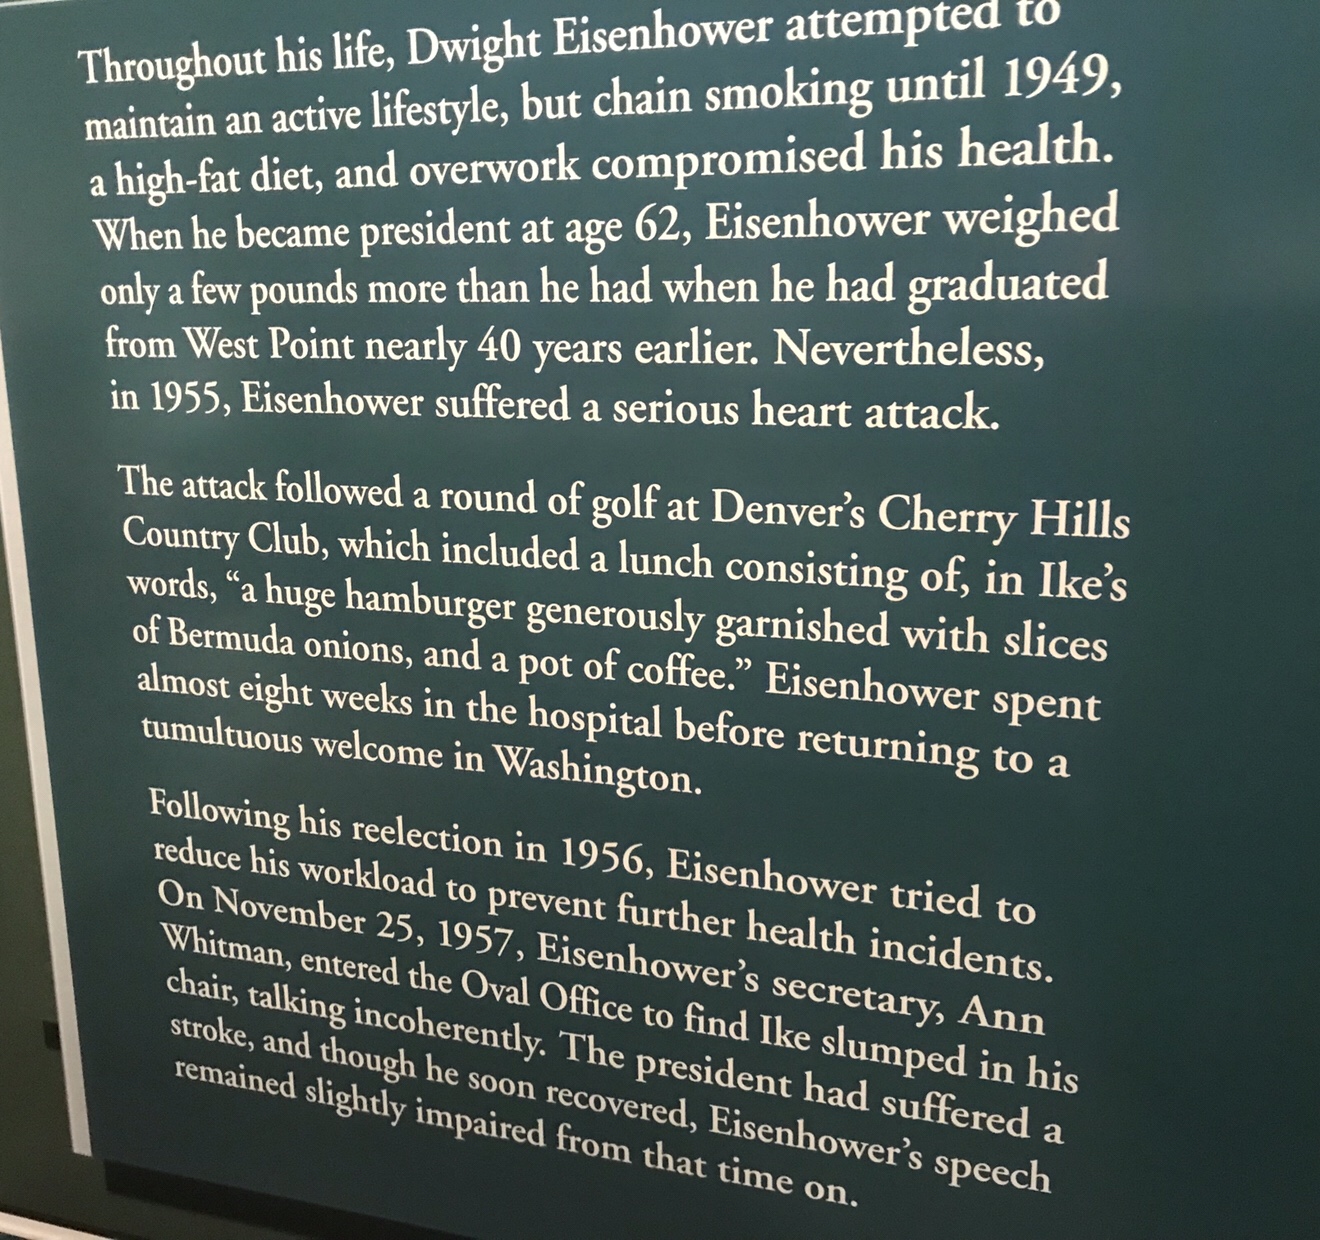 Throughout his life, Dwight Eisenhower attempted to
maintain an active lifestyle, but chain smoking until 1949,
a high-fat diet, and overwork compromised his health.
When he became president at age 62, Eisenhower weighed
only a few pounds more than he had when he had graduated
from West Point nearly 40 years earlier. Nevertheless,
in 1955, Eisenhower suffered a serious heart attack.
The attack followed a round of golf at Denver’s Cherry Hills
Country Club, which included a lunch consisting of, in Ike’s
words, “a huge hamburger generously garnished with slices
of Bermuda onions, and a pot of coffee.” Eisenhower spent
almost eight weeks in the hospital before returning to a
tumultuous welcome in Washington.
Following his reelection in 1956, Eisenhower tried to
reduce his workload to prevent further health incidents.
On November 25, 1957, Eisenhower’s secretary, Ann
Whitman, entered the Oval Office to find Ike slumped in his
chair, talking incoherently. The president had suffered a
stroke, and though he soon recovered, Eisenhower’s speech
remained slightly impaired from that time on.